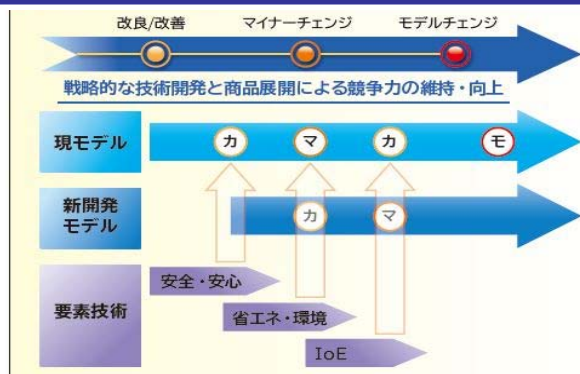 改良/改善
マイナーチェンジ
モデルチェンジ
戦略的な技術開発と商品展開による競争力の維持・向上
現モデル
カ
マ
カ
モ
新開発
モデル
カ
マ
要素技術
安全・安心
省エネ・環境
IoE